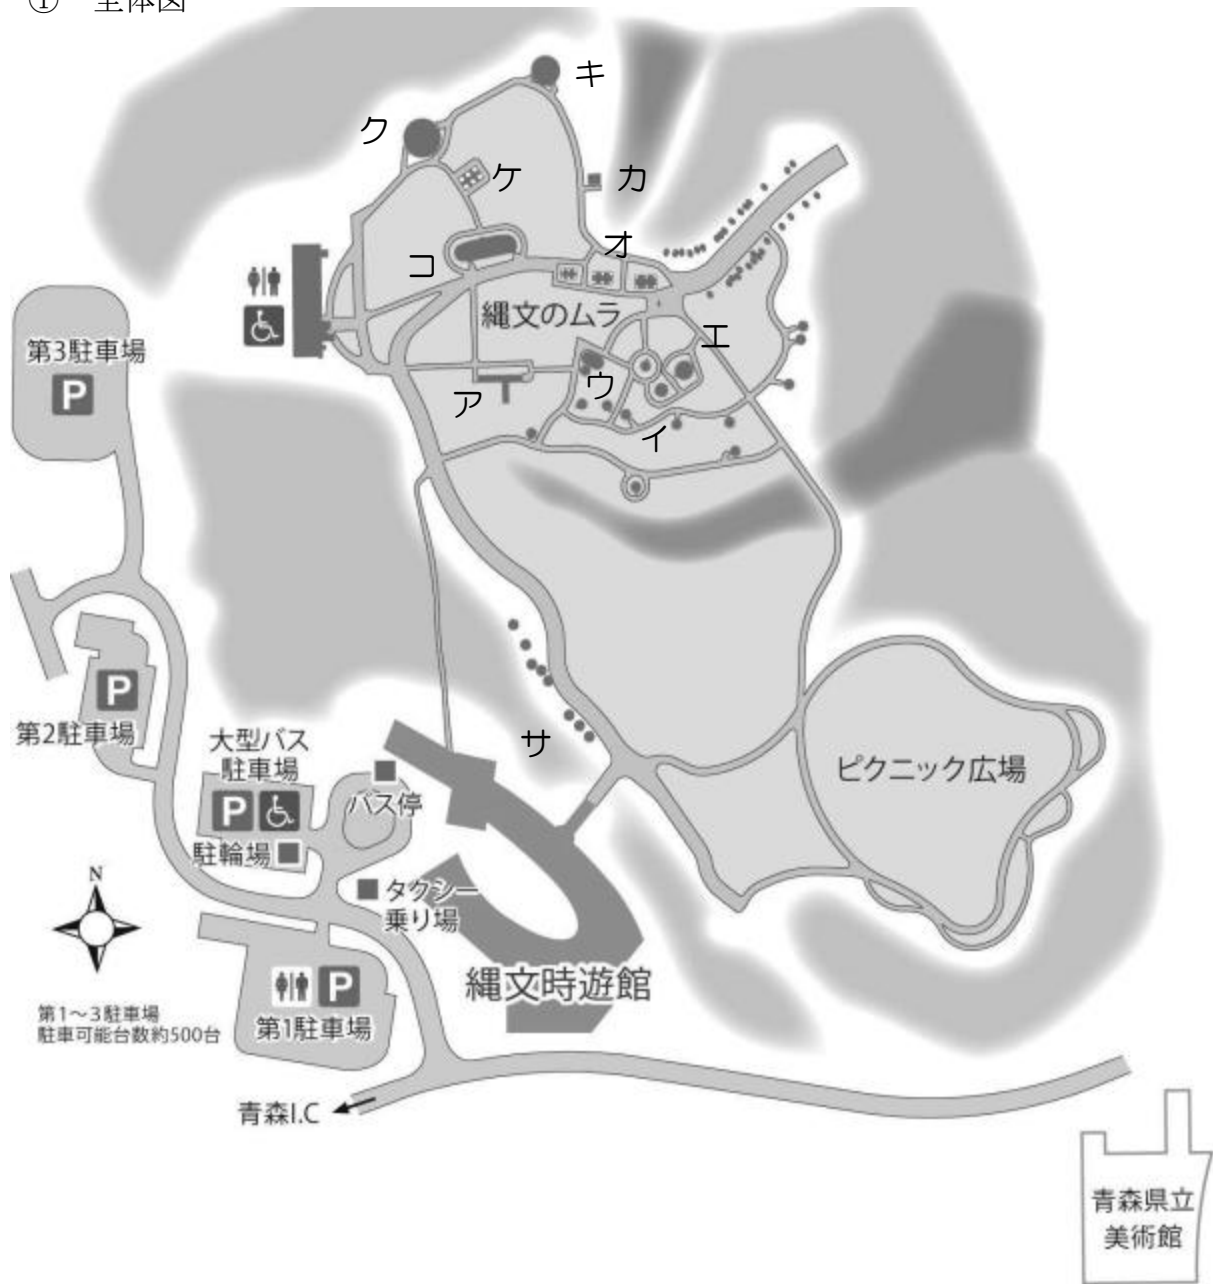 ① 全体図
キ
ク
ケ
カ
オ
コ
縄文のムラ
エ
第3駐車場
P
ウ
ア
イ
P
第2駐車場
大型バス
駐車場
P
バス停
駐輪場
サ
ピクニック広場
N
タクシー
乗り場
縄文時遊館
P
第1駐車場
第1~3駐車場
駐車可能台数約500台
青森I.C
青森県立
美術館